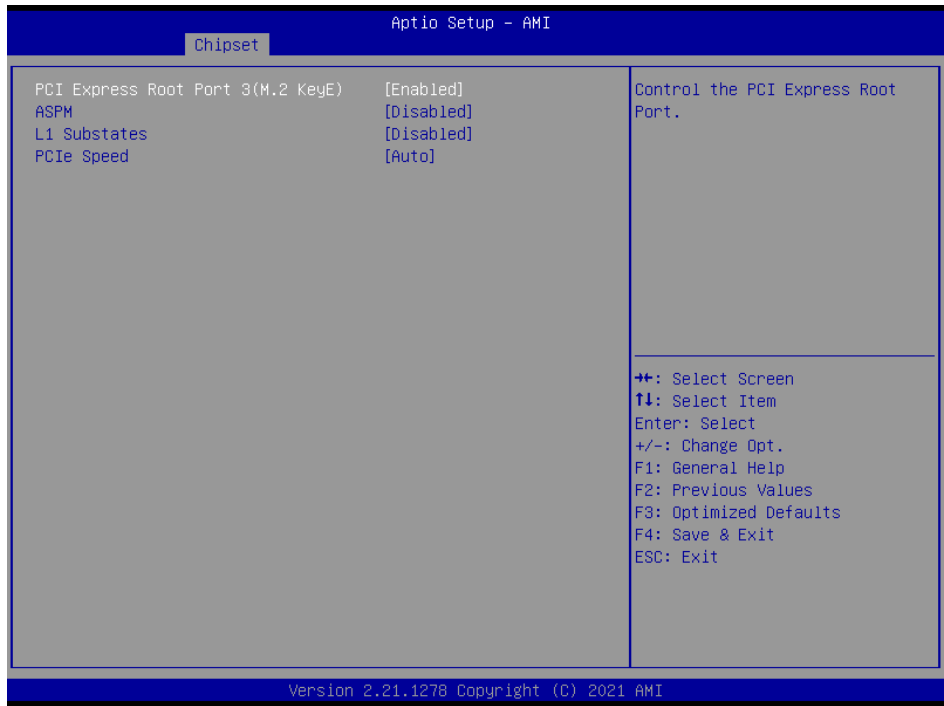 Aptio Setup – AMI
Chipset
PCI Express Root Port 3(M.2 KeyE) [Enabled]
ASPM [Disabled]
L1 Substates [Disabled]
PCIe Speed [Auto]
Control the PCI Express Root
Port.
→←: Select Screen
↑↓: Select Item
Enter: Select
+/-: Change Opt.
F1: General Help
F2: Previous Values
F3: Optimized Defaults
F4: Save & Exit
ESC: Exit
Version 2.21.1278 Copyright (C) 2021 AMI